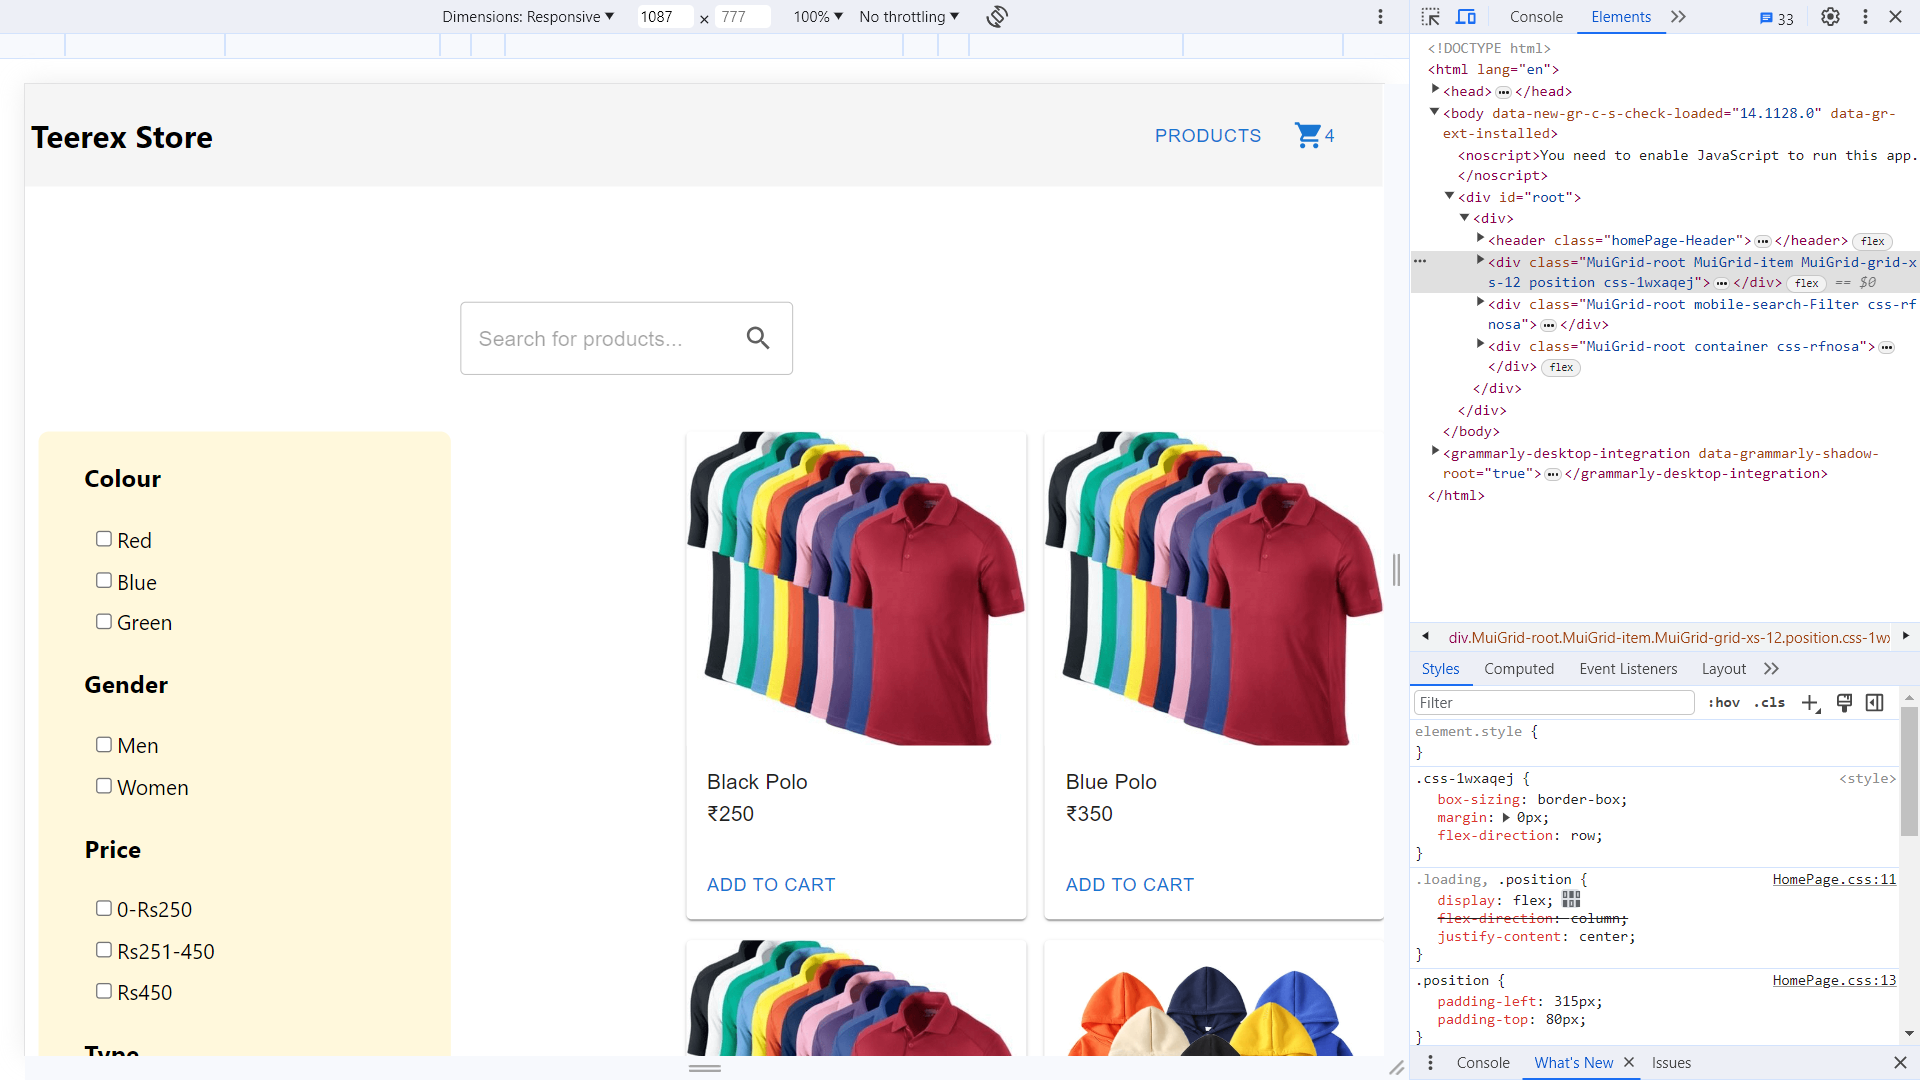 Dimensions: Responsive ▼ 1087 × 777 100% ▼ No throttling ▼
Teerex Store
PRODUCTS
4
Search for products...
Colour
Red
Blue
Green
Gender
Men
Women
Price
0-Rs250
Rs251-450
Rs450
Type
Black Polo
₹250
ADD TO CART
Blue Polo
₹350
ADD TO CART
Console Elements 33
<!DOCTYPE html>
<html lang="en">
<head> ••• </head>
<body data-new-gr-c-s-check-loaded="14.1128.0" data-gr-
ext-installed>
<noscript>You need to enable JavaScript to run this app.
</noscript>
<div id="root">
<div>
<header class="homePage-Header"> ••• </header> flex
<div class="MuiGrid-root MuiGrid-item MuiGrid-grid-x
s-12 position css-1wxaqej"> ••• </div> flex == $0
<div class="MuiGrid-root mobile-search-Filter css-rf
nosa"> ••• </div>
<div class="MuiGrid-root container css-rfnosa"> •••
</div> flex
</div>
</div>
</body>
<grammarly-desktop-integration data-grammarly-shadow-
root="true"> ••• </grammarly-desktop-integration>
</html>
div.MuiGrid-root.MuiGrid-item.MuiGrid-grid-xs-12.position.css-1wx
Styles Computed Event Listeners Layout
Filter :hov .cls
element.style {
}
.css-1wxaqej { <style>
box-sizing: border-box;
margin: ▶ 0px;
flex-direction: row;
}
.loading, .position { HomePage.css:11
display: flex;
flex-direction: column;
justify-content: center;
}
.position { HomePage.css:13
padding-left: 315px;
padding-top: 80px;
}
Console What's New Issues